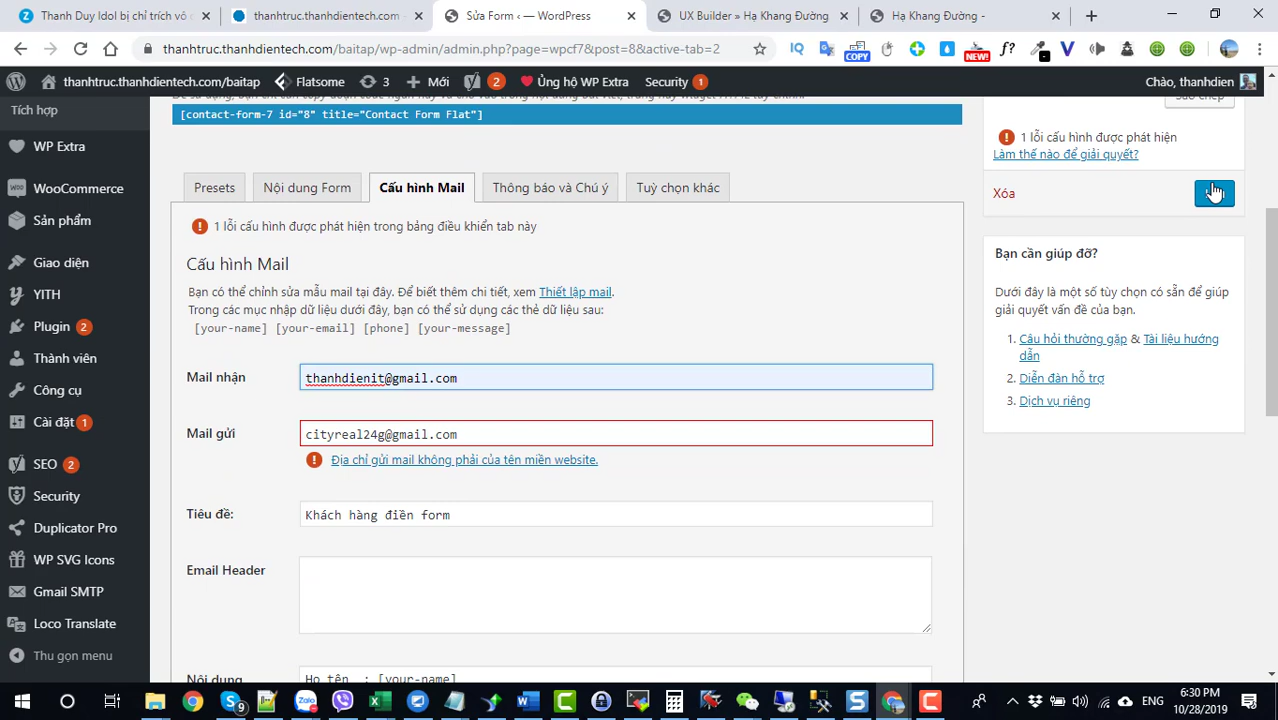 Thanh Duy Idol bị chỉ trích vô
thanhtruc.thanhdientech.com
Sửa Form ‹ — WordPress
UX Builder » Hạ Khang Đường
Hạ Khang Đường -
thanhtruc.thanhdientech.com/baitap/wp-admin/admin.php?page=wpcf7&post=8&active-tab=2
IQ
COPY
NEW!
f?
thanhtruc.thanhdientech.com/baitap
Flatsome
3
Mới
2
Ủng hộ WP Extra
Security 1
Chào, thanhdien
Tích hợp
WP Extra
WooCommerce
Sản phẩm
Giao diện
YITH
Plugin 2
Thành viên
Công cụ
Cài đặt 1
SEO 2
Security
Duplicator Pro
WP SVG Icons
Gmail SMTP
Loco Translate
Thu gọn menu
[contact-form-7 id="8" title="Contact Form Flat"]
Presets
Nội dung Form
Cấu hình Mail
Thông báo và Chú ý
Tuỳ chọn khác
1 lỗi cấu hình được phát hiện trong bảng điều khiển tab này
Cấu hình Mail
Bạn có thể chỉnh sửa mẫu mail tại đây. Để biết thêm chi tiết, xem Thiết lập mail.
Trong các mục nhập dữ liệu dưới đây, bạn có thể sử dụng các thẻ dữ liệu sau:
[your-name] [your-email] [phone] [your-message]
Mail nhận
thanhdienit@gmail.com
Mail gửi
cityreal24g@gmail.com
Địa chỉ gửi mail không phải của tên miền website.
Tiêu đề:
Khách hàng điền form
Email Header
Nội dung
Họ tên : [your-name]
Sao chép
1 lỗi cấu hình được phát hiện
Làm thế nào để giải quyết?
Xóa
Bạn cần giúp đỡ?
Dưới đây là một số tùy chọn có sẵn để giúp
giải quyết vấn đề của bạn.
1. Câu hỏi thường gặp & Tài liệu hướng
dẫn
2. Diễn đàn hỗ trợ
3. Dịch vụ riêng
ENG
6:30 PM
10/28/2019